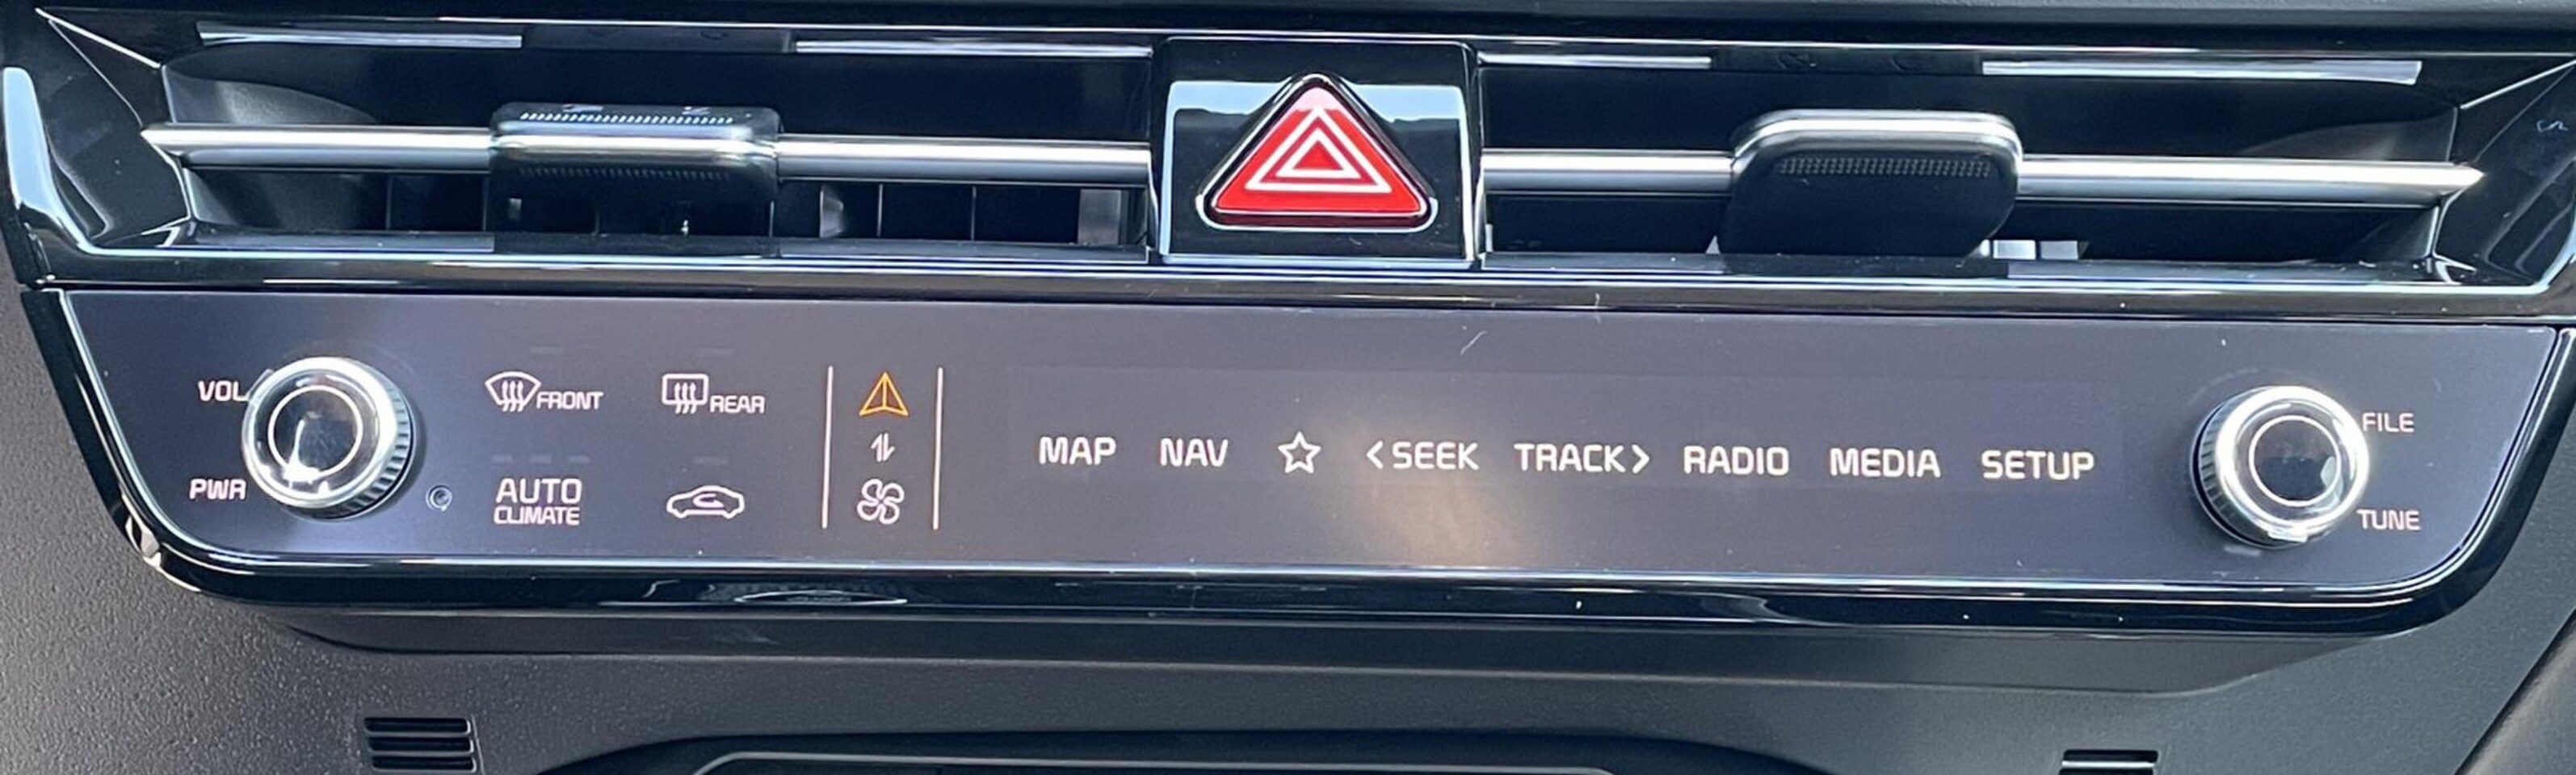 VOL
PWR
FRONT
REAR
AUTO
CLIMATE
MAP NAV <SEEK TRACK> RADIO MEDIA SETUP
FILE
TUNE